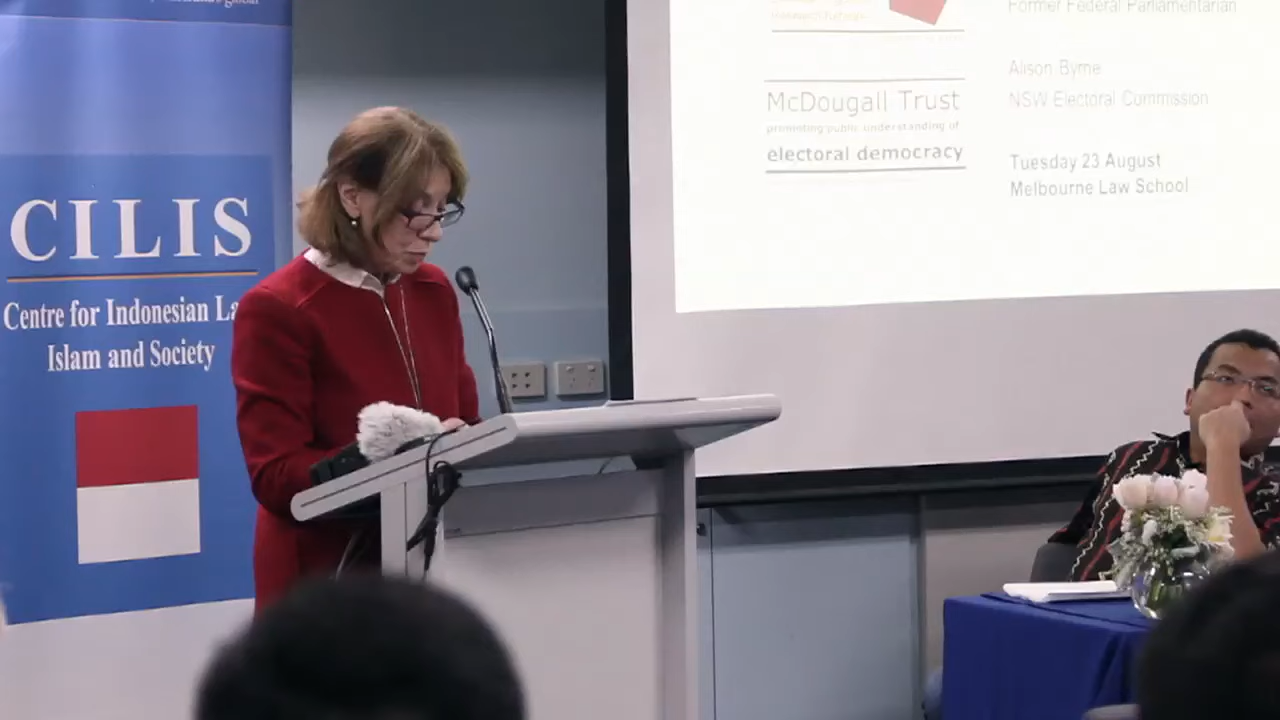 CILIS
Centre for Indonesian La
Islam and Society
Former Federal Parliamentarian
Alison Byrne
NSW Electoral Commission
McDougall Trust
promoting public understanding of
electoral democracy
Tuesday 23 August
Melbourne Law School